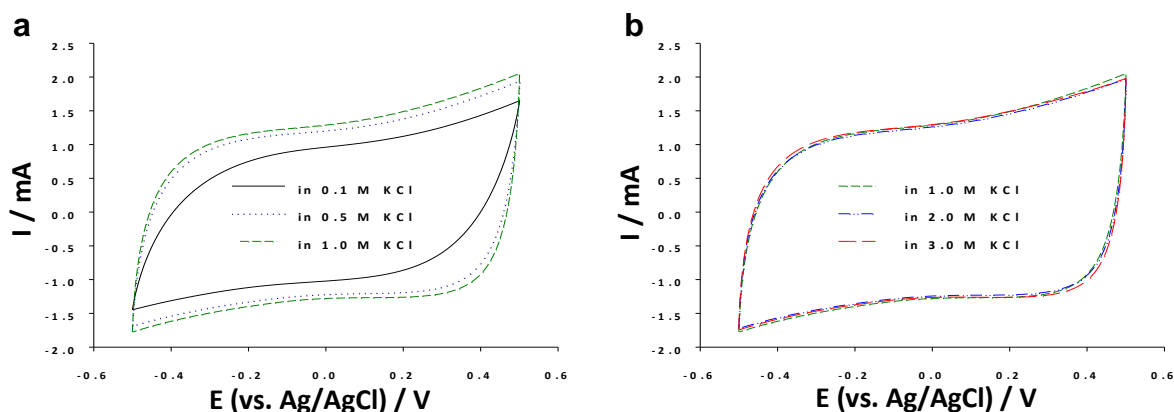 a
2.5
2.0
1.5
1.0
0.5
0.0
-0.5
-1.0
-1.5
-2.0
I / mA
in 0.1 M KCl
in 0.5 M KCl
in 1.0 M KCl
-0.6 -0.4 -0.2 0.0 0.2 0.4 0.6
E (vs. Ag/AgCl) / V
b
2.5
2.0
1.5
1.0
0.5
0.0
-0.5
-1.0
-1.5
-2.0
I / mA
in 1.0 M KCl
in 2.0 M KCl
in 3.0 M KCl
-0.6 -0.4 -0.2 0.0 0.2 0.4 0.6
E (vs. Ag/AgCl) / V